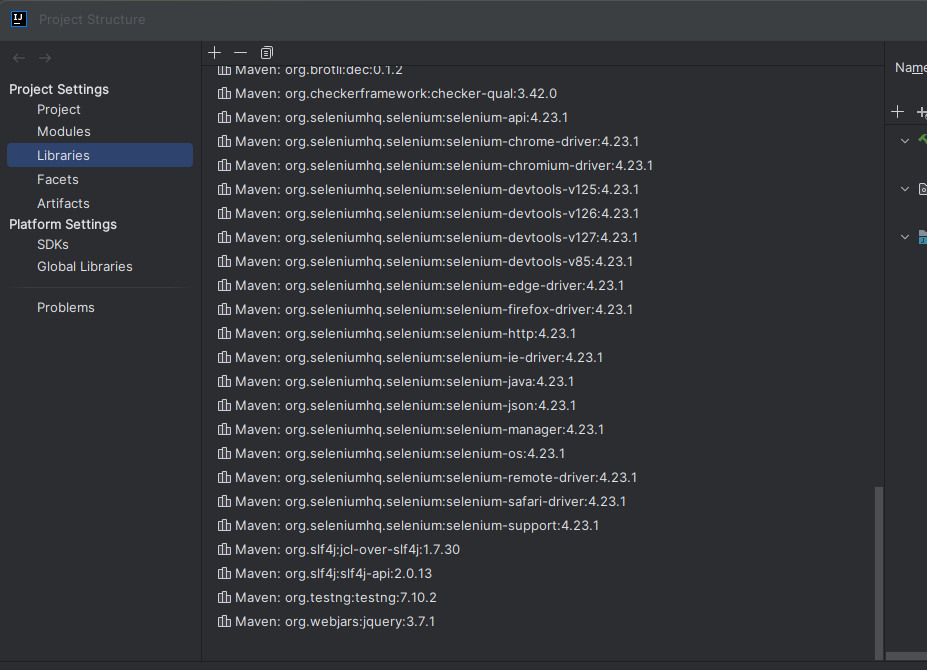 IJ
Project Structure
Project Settings
Project
Modules
Libraries
Facets
Artifacts
Platform Settings
SDKs
Global Libraries
Problems
Maven: org.brotli:dec:0.1.2
Maven: org.checkerframework:checker-qual:3.42.0
Maven: org.seleniumhq.selenium:selenium-api:4.23.1
Maven: org.seleniumhq.selenium:selenium-chrome-driver:4.23.1
Maven: org.seleniumhq.selenium:selenium-chromium-driver:4.23.1
Maven: org.seleniumhq.selenium:selenium-devtools-v125:4.23.1
Maven: org.seleniumhq.selenium:selenium-devtools-v126:4.23.1
Maven: org.seleniumhq.selenium:selenium-devtools-v127:4.23.1
Maven: org.seleniumhq.selenium:selenium-devtools-v85:4.23.1
Maven: org.seleniumhq.selenium:selenium-edge-driver:4.23.1
Maven: org.seleniumhq.selenium:selenium-firefox-driver:4.23.1
Maven: org.seleniumhq.selenium:selenium-http:4.23.1
Maven: org.seleniumhq.selenium:selenium-ie-driver:4.23.1
Maven: org.seleniumhq.selenium:selenium-java:4.23.1
Maven: org.seleniumhq.selenium:selenium-json:4.23.1
Maven: org.seleniumhq.selenium:selenium-manager:4.23.1
Maven: org.seleniumhq.selenium:selenium-os:4.23.1
Maven: org.seleniumhq.selenium:selenium-remote-driver:4.23.1
Maven: org.seleniumhq.selenium:selenium-safari-driver:4.23.1
Maven: org.seleniumhq.selenium:selenium-support:4.23.1
Maven: org.slf4j:jcl-over-slf4j:1.7.30
Maven: org.slf4j:slf4j-api:2.0.13
Maven: org.testng:testng:7.10.2
Maven: org.webjars:jquery:3.7.1
Name